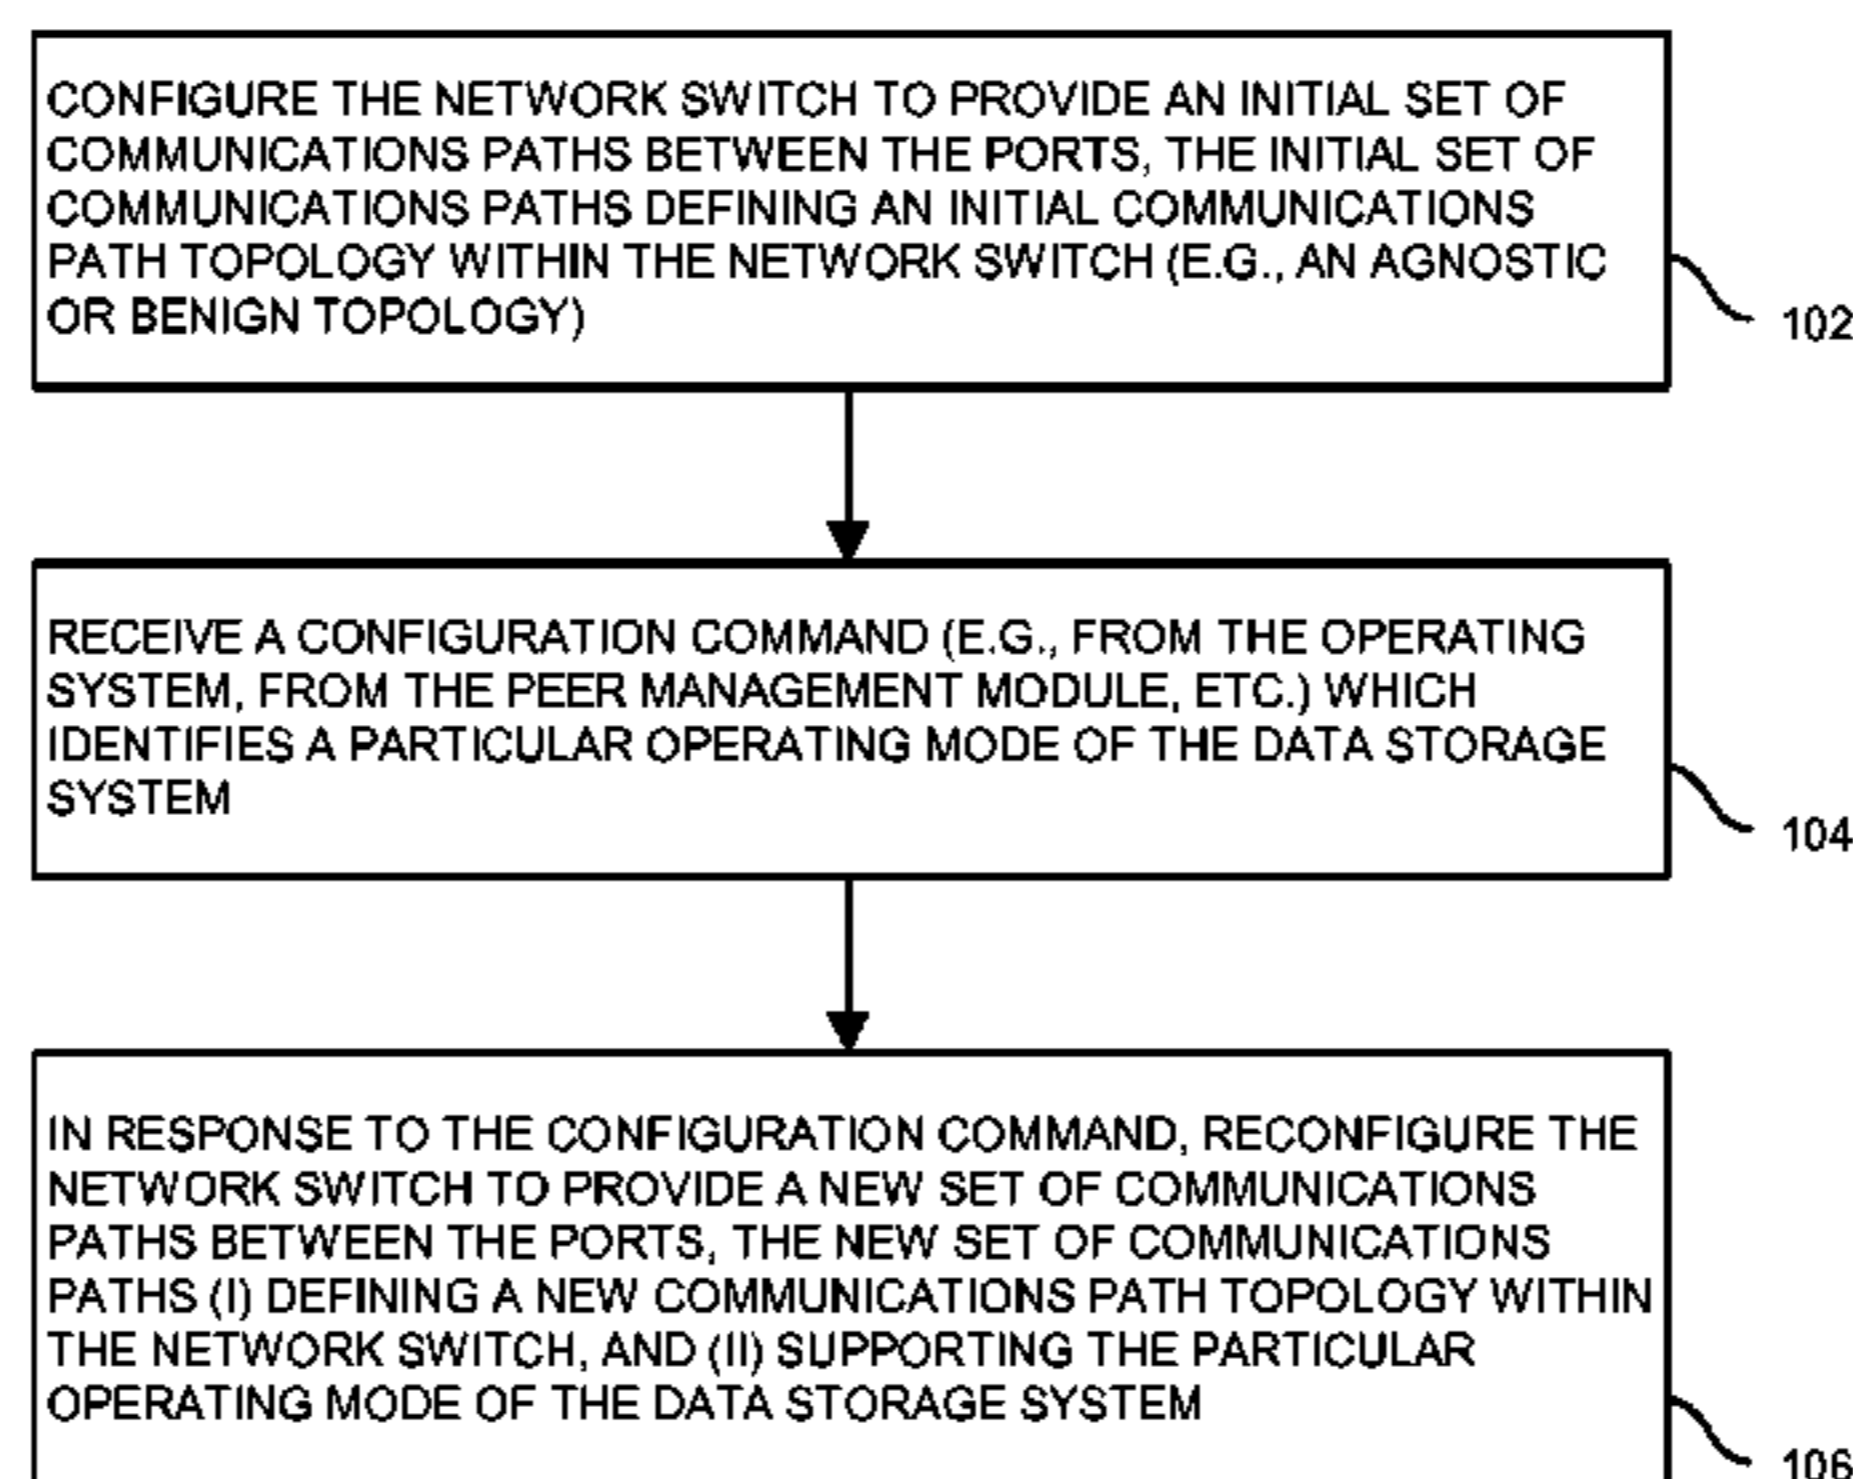 CONFIGURE THE NETWORK SWITCH TO PROVIDE AN INITIAL SET OF
COMMUNICATIONS PATHS BETWEEN THE PORTS, THE INITIAL SET OF
COMMUNICATIONS PATHS DEFINING AN INITIAL COMMUNICATIONS
PATH TOPOLOGY WITHIN THE NETWORK SWITCH (E.G., AN AGNOSTIC
OR BENIGN TOPOLOGY)
102
RECEIVE A CONFIGURATION COMMAND (E.G., FROM THE OPERATING
SYSTEM, FROM THE PEER MANAGEMENT MODULE, ETC.) WHICH
IDENTIFIES A PARTICULAR OPERATING MODE OF THE DATA STORAGE
SYSTEM
104
IN RESPONSE TO THE CONFIGURATION COMMAND, RECONFIGURE THE
NETWORK SWITCH TO PROVIDE A NEW SET OF COMMUNICATIONS
PATHS BETWEEN THE PORTS, THE NEW SET OF COMMUNICATIONS
PATHS (I) DEFINING A NEW COMMUNICATIONS PATH TOPOLOGY WITHIN
THE NETWORK SWITCH, AND (II) SUPPORTING THE PARTICULAR
OPERATING MODE OF THE DATA STORAGE SYSTEM
106